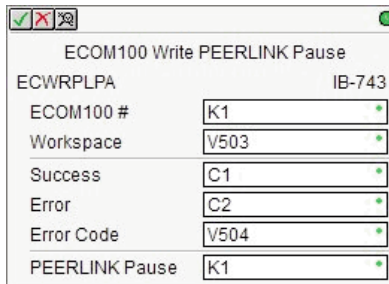 ECOM100 Write PEERLINK Pause
ECWRPLPA IB-743
ECOM100 # K1
Workspace V503
Success C1
Error C2
Error Code V504
PEERLINK Pause K1